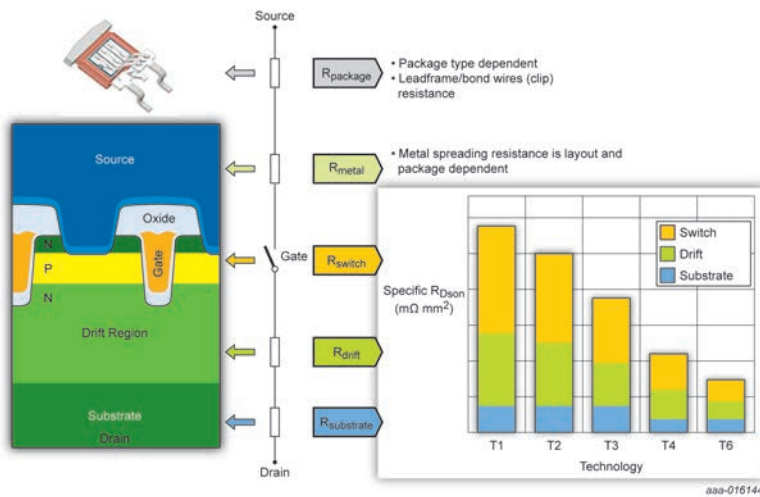 Source
Rpackage
• Package type dependent
• Leadframe/bond wires (clip)
resistance
Source
Rmetal
• Metal spreading resistance is layout and
package dependent
Oxide
N
P
Gate
N
Gate
Rswitch
Drift Region
Rdrift
Substrate
Drain
Rsubstrate
Drain
Specific RDson
(mΩ mm²)
Switch
Drift
Substrate
T1 T2 T3 T4 T6
Technology
aaa-016144